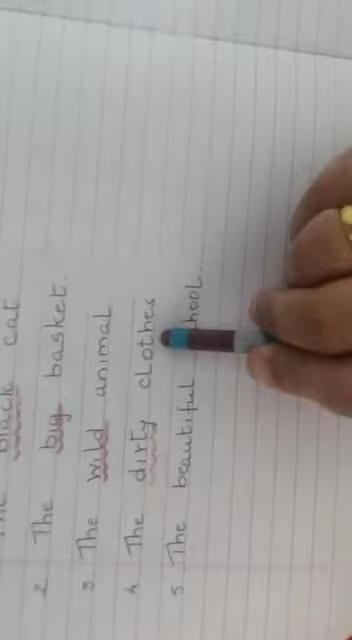 black cat
2 The big basket.
3 The wild animal
4 The dirty clothes
5 The beautiful